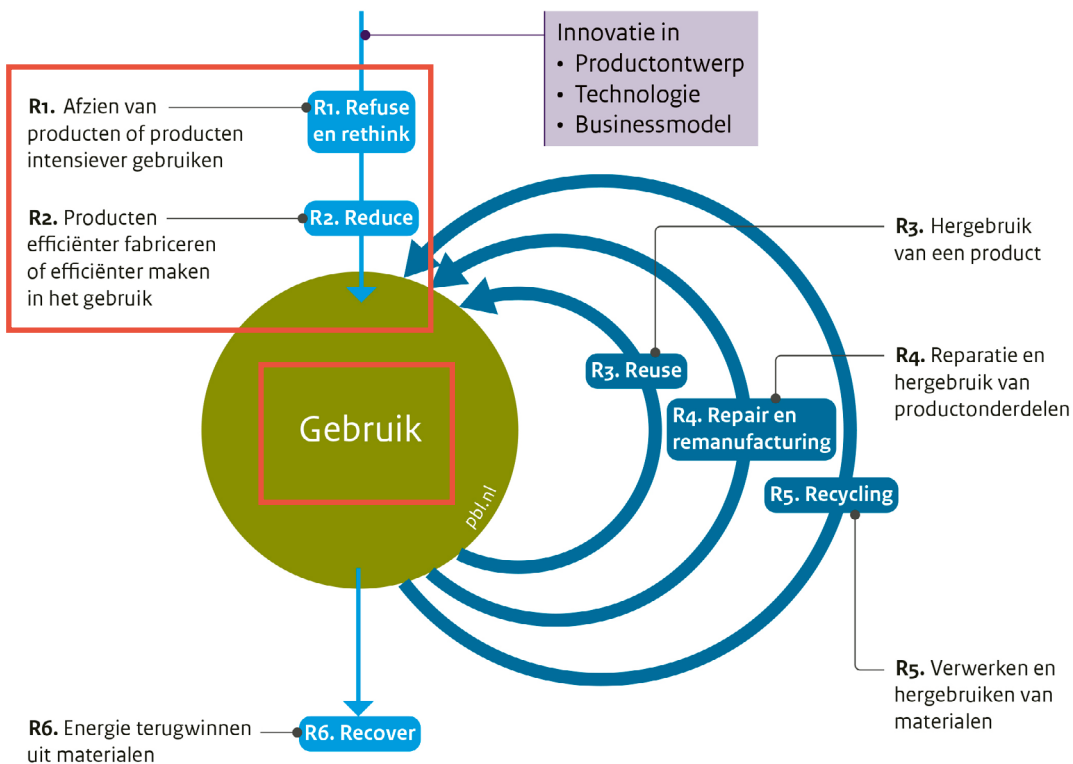 Innovatie in
• Productontwerp
• Technologie
• Businessmodel
R1. Afzien van
producten of producten
intensiever gebruiken
R1. Refuse
en rethink
R2. Producten
efficiënter fabriceren
of efficiënter maken
in het gebruik
R2. Reduce
R3. Hergebruik
van een product
R3. Reuse
R4. Reparatie en
hergebruik van
productonderdelen
R4. Repair en
remanufacturing
Gebruik
pbl.nl
R5. Recycling
R5. Verwerken en
hergebruiken van
materialen
R6. Energie terugwinnen
uit materialen
R6. Recover